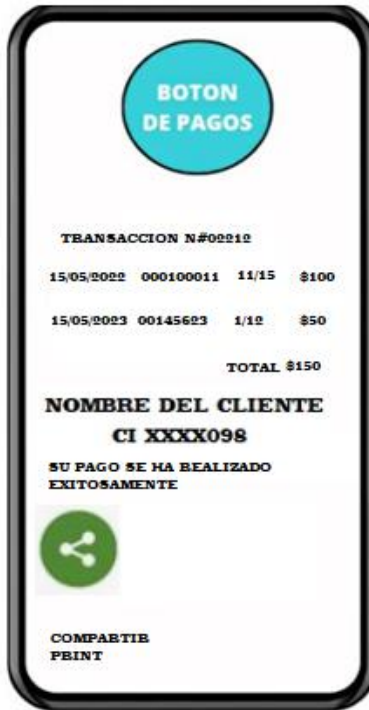 BOTON
DE PAGOS
TRANSACCION N#02212
15/05/2022 000100011 11/15 $100
15/05/2023 00145623 1/12 $50
TOTAL $150
NOMBRE DEL CLIENTE
CI XXXX098
SU PAGO SE HA REALIZADO
EXITOSAMENTE
COMPARTIR
PRINT